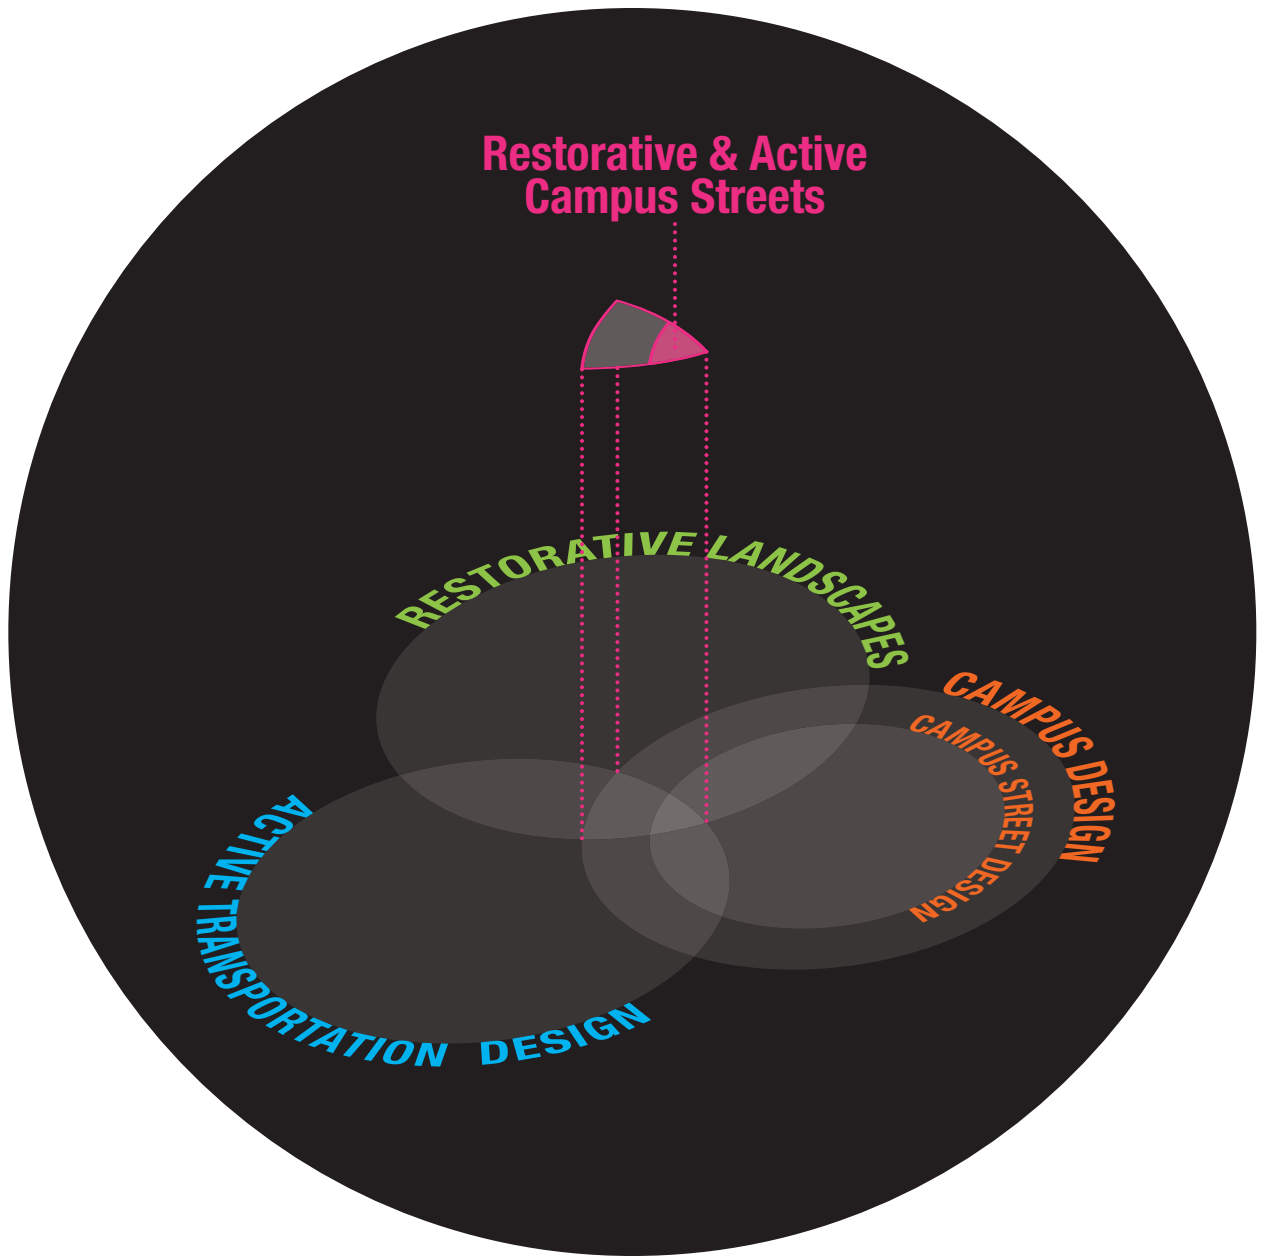 Restorative & Active
Campus Streets
RESTORATIVE LANDSCAPES
CAMPUS DESIGN
CAMPUS STREET DESIGN
ACTIVE TRANSPORTATION DESIGN